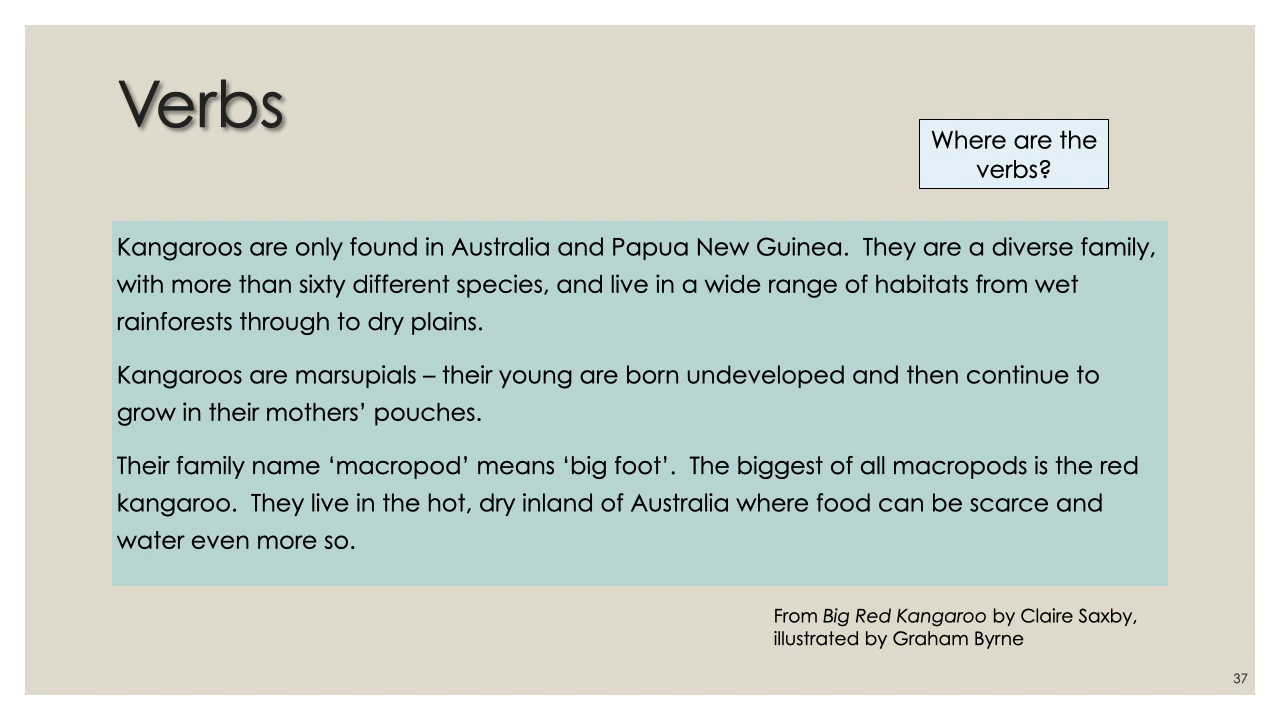 Verbs
Where are the
verbs?
Kangaroos are only found in Australia and Papua New Guinea.  They are a diverse family,
with more than sixty different species, and live in a wide range of habitats from wet
rainforests through to dry plains.
Kangaroos are marsupials – their young are born undeveloped and then continue to
grow in their mothers’ pouches.
Their family name ‘macropod’ means ‘big foot’.  The biggest of all macropods is the red
kangaroo.  They live in the hot, dry inland of Australia where food can be scarce and
water even more so.
From Big Red Kangaroo by Claire Saxby,
illustrated by Graham Byrne
37